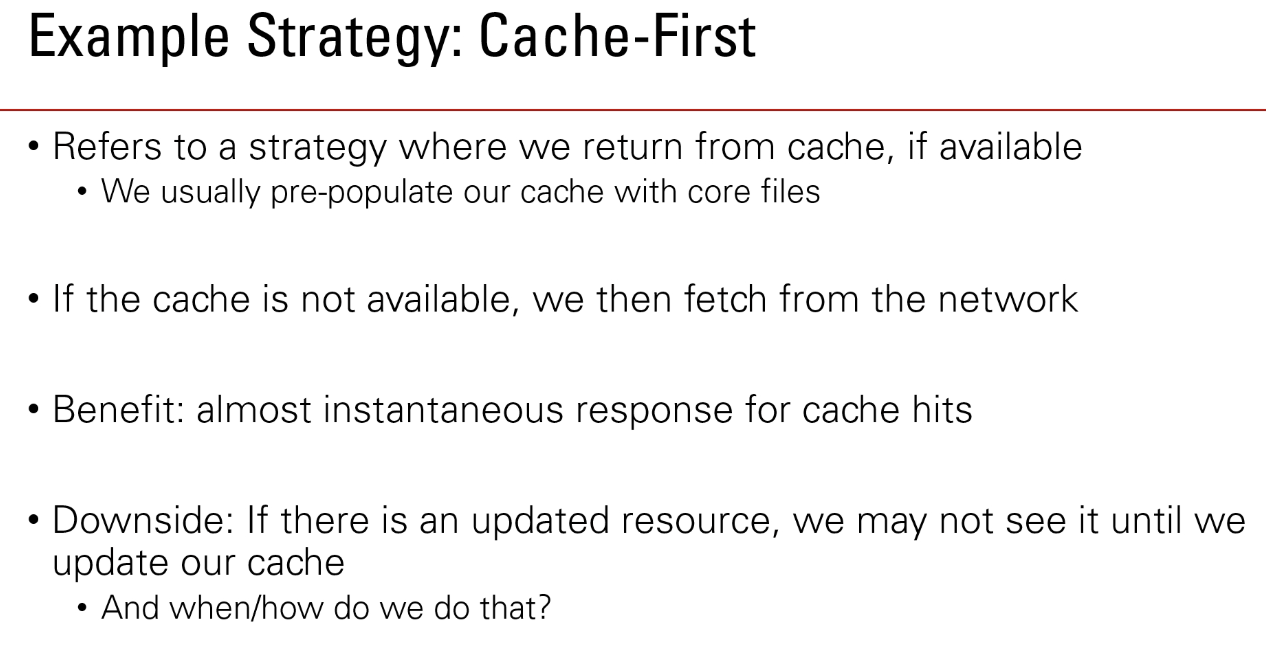 Example Strategy: Cache-First
• Refers to a strategy where we return from cache, if available
• We usually pre-populate our cache with core files
• If the cache is not available, we then fetch from the network
• Benefit: almost instantaneous response for cache hits
• Downside: If there is an updated resource, we may not see it until we
update our cache
• And when/how do we do that?